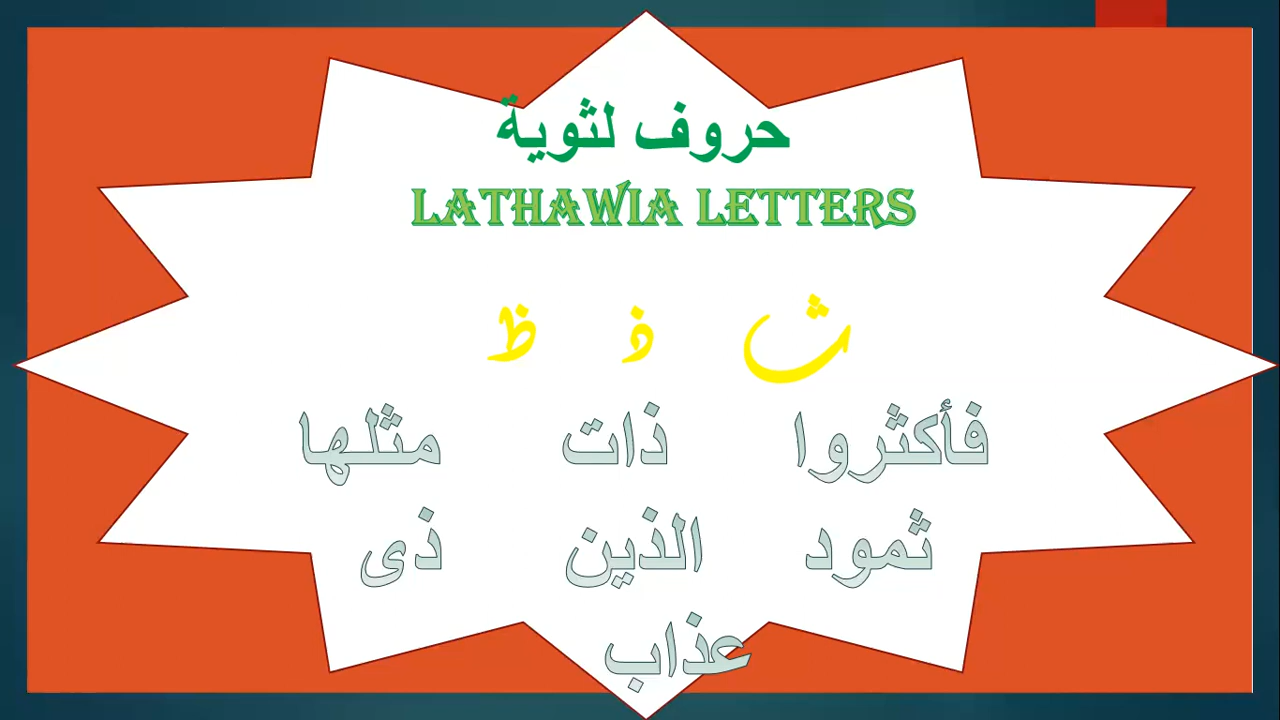 حروف لثوية
LATHAWIA LETTERS
ث ذ ظ
فأكثروا ذات مثلها
ثمود الذين ذى
عذاب